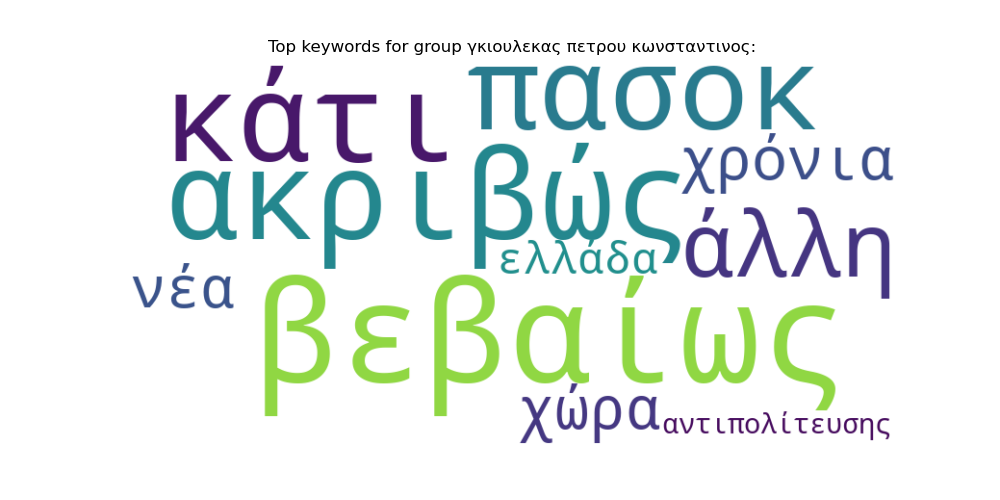 Top keywords for group γκιουλεκας πετρου κωνσταντινος:
κάτι πασοκ
χρόνια
ακριβώς
άλλη
ελλάδα
νέα
βεβαίως
χώρα
αντιπολίτευσης